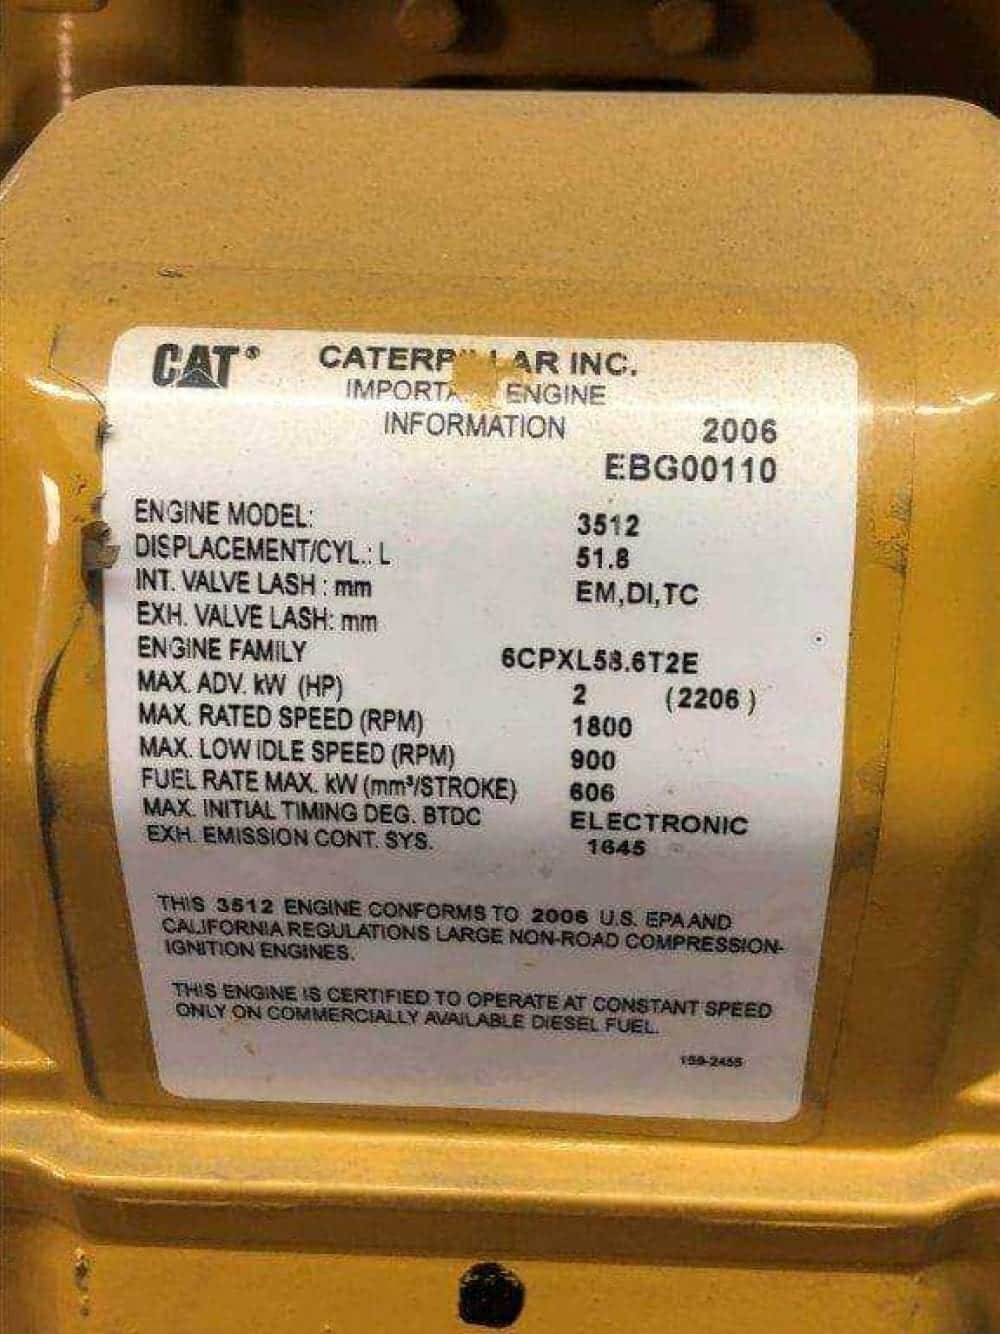 CAT® CATERPILLAR INC.
ENGINE
INFORMATION
2006
EBG00110
ENGINE MODEL: 3512
DISPLACEMENT/CYL.: L 51.8
INT. VALVE LASH : mm EM,DI,TC
EXH. VALVE LASH: mm
ENGINE FAMILY 6CPXL58.6T2E
MAX. ADV. kW (HP) 2 (2206 )
MAX. RATED SPEED (RPM) 1800
MAX. LOW IDLE SPEED (RPM) 900
FUEL RATE MAX. kW (mm³/STROKE) 606
MAX. INITIAL TIMING DEG. BTDC ELECTRONIC
EXH. EMISSION CONT. SYS. 1645
THIS 3512 ENGINE CONFORMS TO 2006 U.S. EPA AND
CALIFORNIA REGULATIONS LARGE NON-ROAD COMPRESSION-
IGNITION ENGINES.
THIS ENGINE IS CERTIFIED TO OPERATE AT CONSTANT SPEED
ONLY ON COMMERCIALLY AVAILABLE DIESEL FUEL.
159-2455